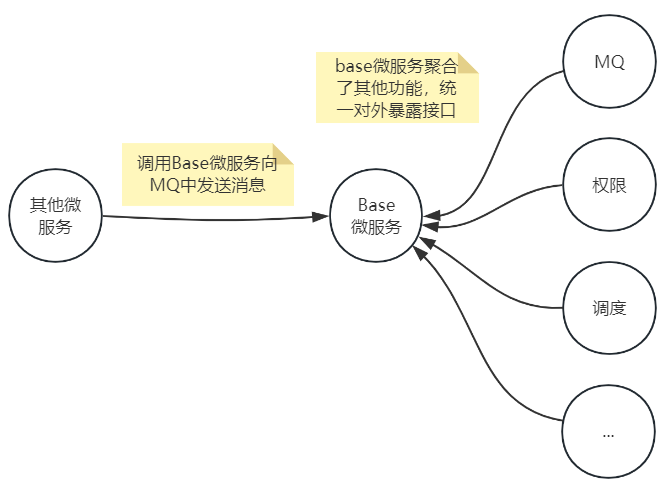 base微服务聚合
了其他功能，统
一对外暴露接口
MQ
调用Base微服务向
MQ中发送消息
权限
其他微
服务
Base
微服务
调度
...